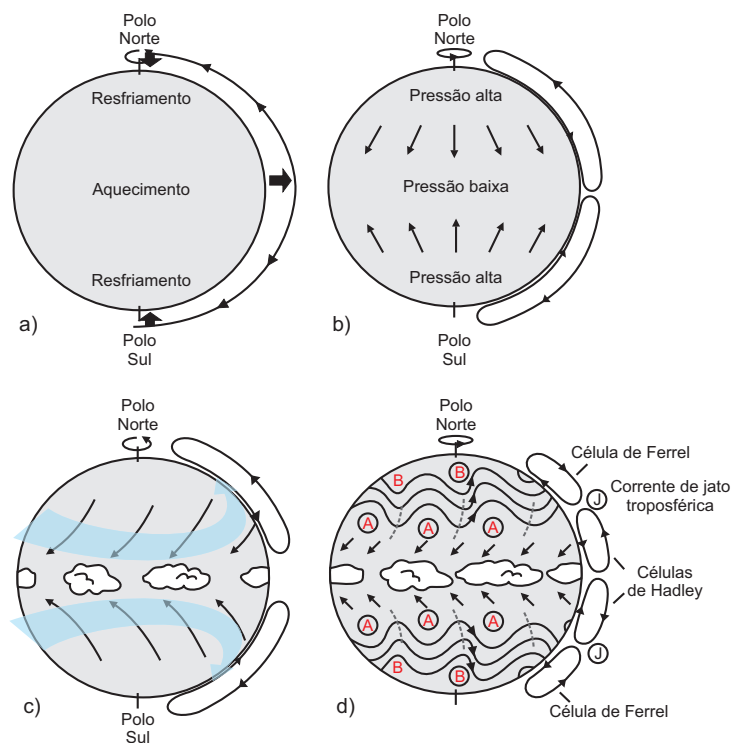 Polo
Norte
Resfriamento
Aquecimento
Resfriamento
Polo
Sul
a)
Polo
Norte
Pressão alta
Pressão baixa
Pressão alta
Polo
Sul
b)
Polo
Norte
Polo
Sul
c)
Polo
Norte
B
B
A
A
A
A
A
A
B
B
Célula de Ferrel
J
Corrente de jato
troposférica
Células
de Hadley
J
Célula de Ferrel
d)